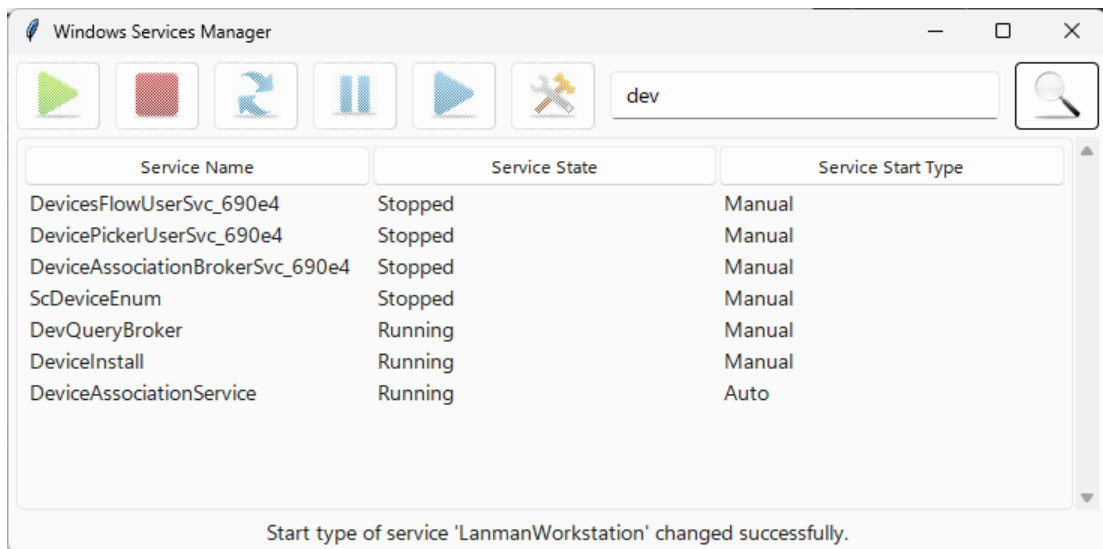 Windows Services Manager
dev
Service Name Service State Service Start Type
DevicesFlowUserSvc_690e4 Stopped Manual
DevicePickerUserSvc_690e4 Stopped Manual
DeviceAssociationBrokerSvc_690e4 Stopped Manual
ScDeviceEnum Stopped Manual
DevQueryBroker Running Manual
DeviceInstall Running Manual
DeviceAssociationService Running Auto
Start type of service 'LanmanWorkstation' changed successfully.